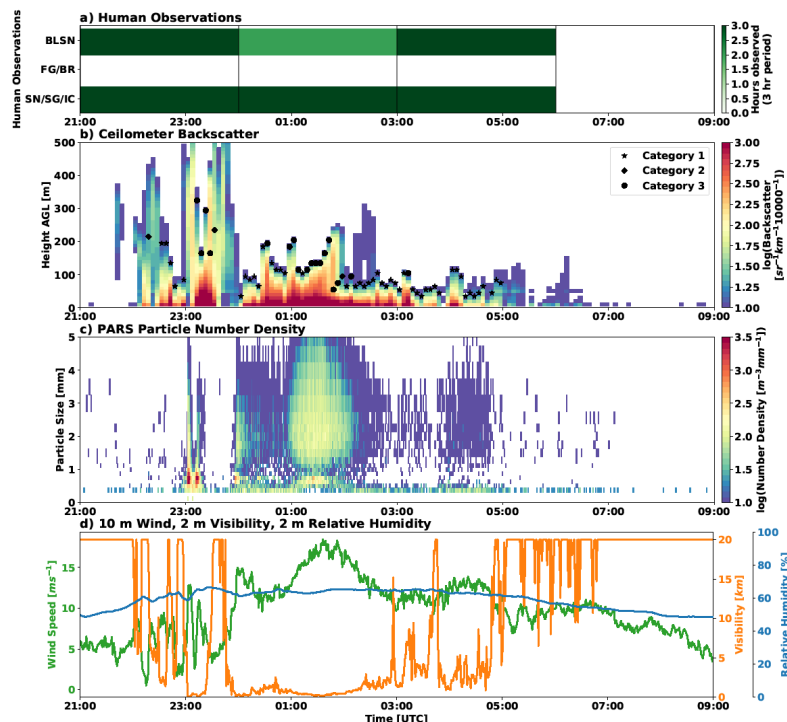 a) Human Observations
Human Observations
BLSN
FG/BR
SN/SG/IC
21:00 23:00 01:00 03:00 05:00 07:00 09:00
3.0
2.5
2.0
1.5
1.0
0.5
0.0
Hours observed
(3 hr period)
b) Ceilometer Backscatter
Height AGL [m]
500
400
300
200
100
0
Category 1
Category 2
Category 3
21:00 23:00 01:00 03:00 05:00 07:00 09:00
3.00
2.75
2.50
2.25
2.00
1.75
1.50
1.25
1.00
log(Backscatter
[sr⁻¹km⁻¹10000⁻¹]
c) PARS Particle Number Density
Particle Size [mm]
5
4
3
2
1
0
21:00 23:00 01:00 03:00 05:00 07:00 09:00
3.5
3.0
2.5
2.0
1.5
1.0
log(Number Density [m⁻³mm⁻¹])
d) 10 m Wind, 2 m Visibility, 2 m Relative Humidity
Wind Speed [ms⁻¹]
15
10
5
0
21:00 23:00 01:00 03:00 05:00 07:00 09:00
Time [UTC]
20
15
10
5
0
Visibility [km]
100
80
60
40
20
0
Relative Humidity [%]